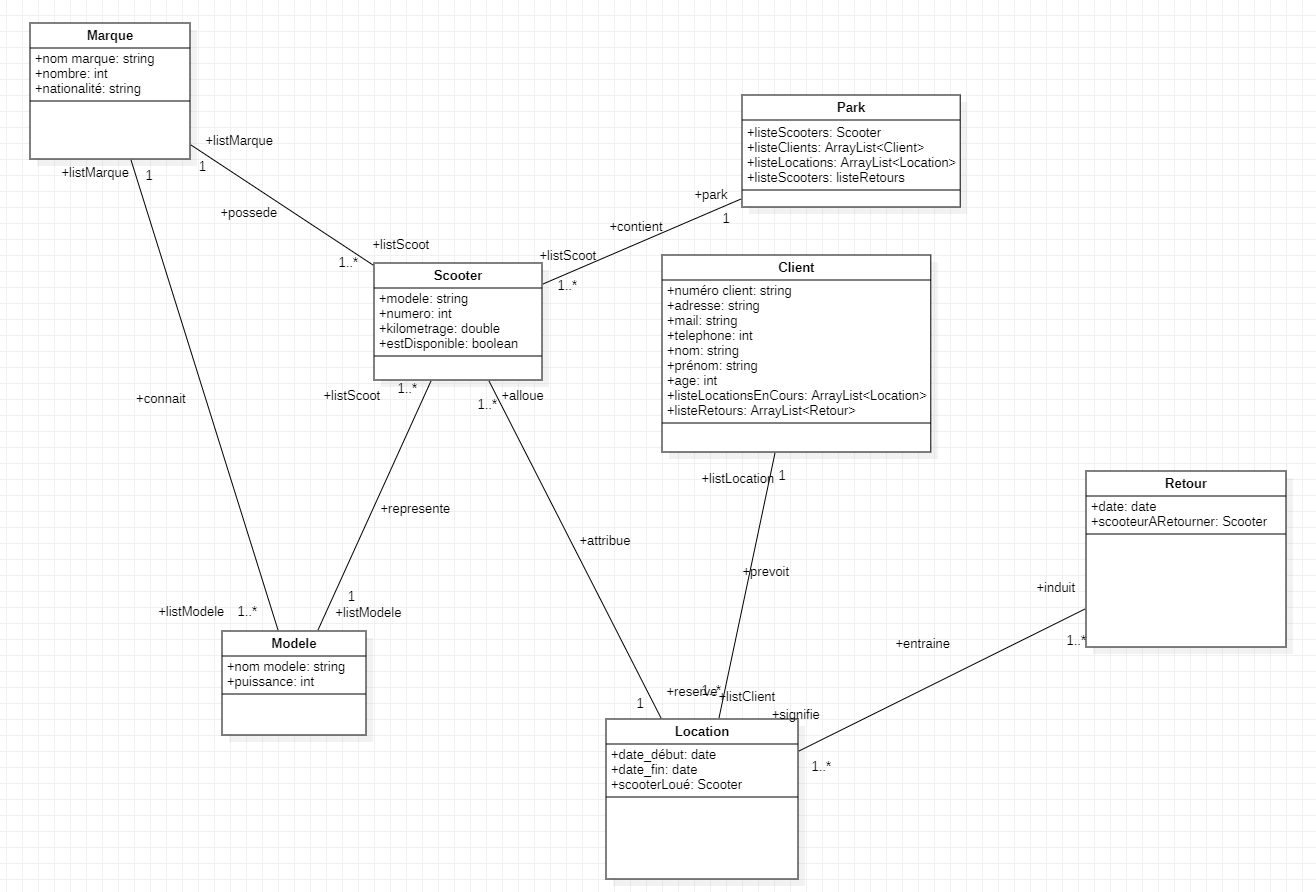 Marque
+nom marque: string
+nombre: int
+nationalité: string
+listMarque
1
+listMarque
1
+possede
+listScoot
1..*
Park
+listeScooters: Scooter
+listeClients: ArrayList<Client>
+listeLocations: ArrayList<Location>
+listeScooters: listeRetours
+park
1
+contient
+listScoot
1..*
Scooter
+modele: string
+numero: int
+kilometrage: double
+estDisponible: boolean
Client
+numéro client: string
+adresse: string
+mail: string
+telephone: int
+nom: string
+prénom: string
+age: int
+listeLocationsEnCours: ArrayList<Location>
+listeRetours: ArrayList<Retour>
+listScoot
1..*
1..*
+alloue
+connait
+listLocation
1
Retour
+date: date
+scooteurARetourner: Scooter
+represente
+attribue
+prevoit
+induit
1..*
+entraine
+listModele
1..*
1
+listModele
Modele
+nom modele: string
+puissance: int
1
+reserve
1..*
+listClient
+signifie
1..*
Location
+date_début: date
+date_fin: date
+scooterLoué: Scooter